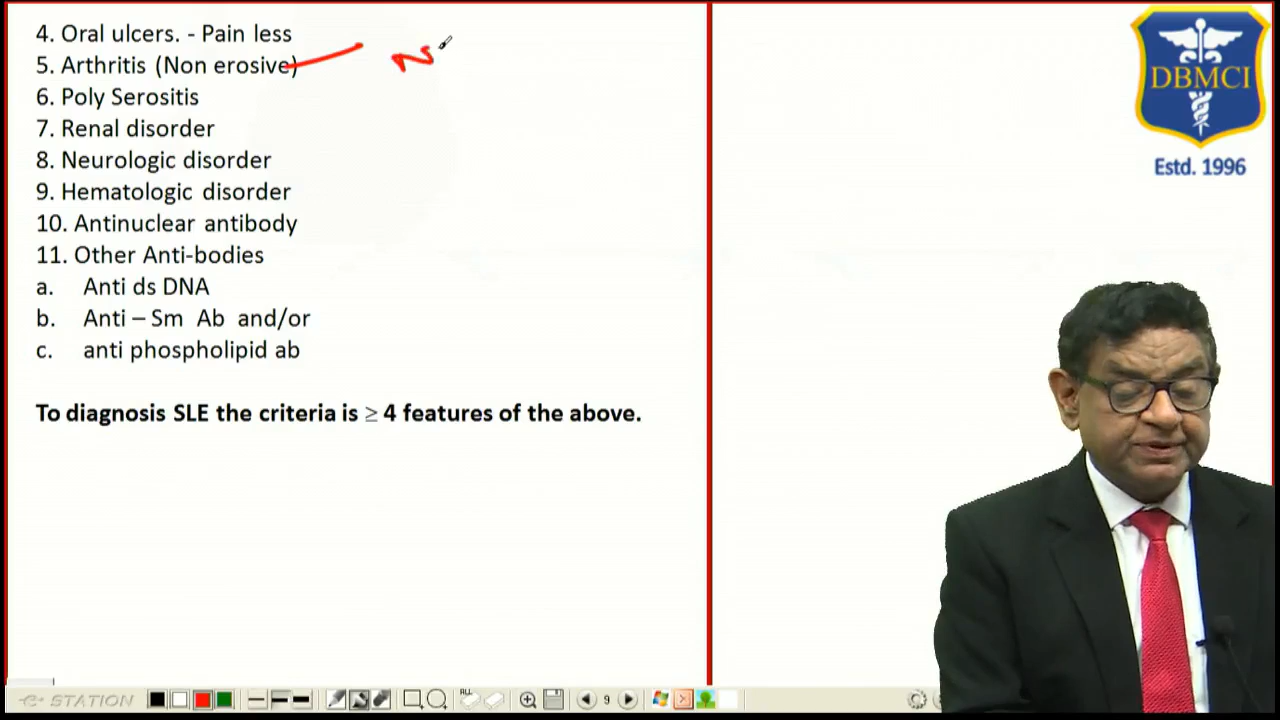 4. Oral ulcers. - Pain less
5. Arthritis (Non erosive)
6. Poly Serositis
7. Renal disorder
8. Neurologic disorder
9. Hematologic disorder
10. Antinuclear antibody
11. Other Anti-bodies
a. Anti ds DNA
b. Anti – Sm Ab and/or
c. anti phospholipid ab
To diagnosis SLE the criteria is ≥ 4 features of the above.
DBMCI
Estd. 1996
STATION
ALL
9